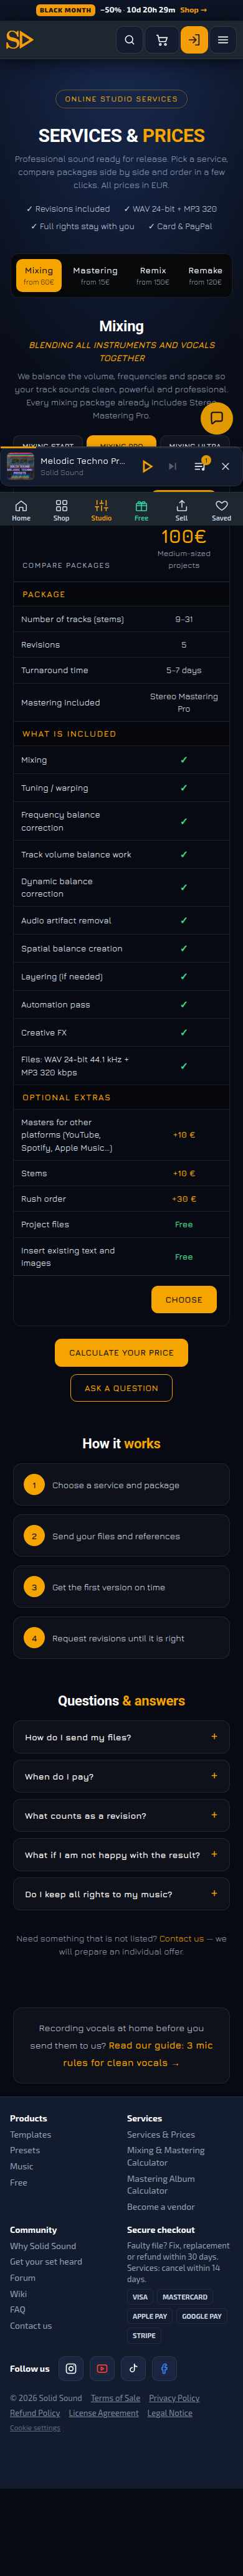 BLACK MONTH -50% · 10d 20h 29m Shop →
SD
ONLINE STUDIO SERVICES
SERVICES & PRICES
Professional sound ready for release. Pick a service,
compare packages side by side and order in a few
clicks. All prices in EUR.
✓ Revisions included ✓ WAV 24-bit + MP3 320
✓ Full rights stay with you ✓ Card & PayPal
Mixing Mastering Remix Remake
from 60€ from 15€ from 150€ from 120€
Mixing
BLENDING ALL INSTRUMENTS AND VOCALS
TOGETHER
We balance the volume, frequencies and space so
your track sounds clean, powerful and professional.
Every mixing package already includes Stereo
Mastering Pro.
MIXING START MIXING PRO MIXING ULTRA
Melodic Techno Pr...
Solid Sound
1
Home Shop Studio Free Sell Saved
100€
Medium-sized
projects
COMPARE PACKAGES
PACKAGE
Number of tracks (stems) 9-31
Revisions 5
Turnaround time 5-7 days
Mastering included Stereo Mastering
Pro
WHAT IS INCLUDED
Mixing ✓
Tuning / warping ✓
Frequency balance
correction ✓
Track volume balance work ✓
Dynamic balance
correction ✓
Audio artifact removal ✓
Spatial balance creation ✓
Layering (if needed) ✓
Automation pass ✓
Creative FX ✓
Files: WAV 24-bit 44.1 kHz +
MP3 320 kbps ✓
OPTIONAL EXTRAS
Masters for other
platforms (YouTube,
Spotify, Apple Music...) +10 €
Stems +10 €
Rush order +30 €
Project files Free
Insert existing text and
images Free
CHOOSE
CALCULATE YOUR PRICE
ASK A QUESTION
How it works
1 Choose a service and package
2 Send your files and references
3 Get the first version on time
4 Request revisions until it is right
Questions & answers
How do I send my files? +
When do I pay? +
What counts as a revision? +
What if I am not happy with the result? +
Do I keep all rights to my music? +
Need something that is not listed? Contact us — we
will prepare an individual offer.
Recording vocals at home before you
send them to us? Read our guide: 3 mic
rules for clean vocals →
Products
Templates
Presets
Music
Free
Services
Services & Prices
Mixing & Mastering
Calculator
Mastering Album
Calculator
Become a vendor
Community
Why Solid Sound
Get your set heard
Forum
Wiki
FAQ
Contact us
Secure checkout
Faulty file? Fix, replacement
or refund within 30 days.
Services: cancel within 14
days.
VISA MASTERCARD
APPLE PAY GOOGLE PAY
STRIPE
Follow us
© 2026 Solid Sound Terms of Sale Privacy Policy
Refund Policy License Agreement Legal Notice
Cookie settings